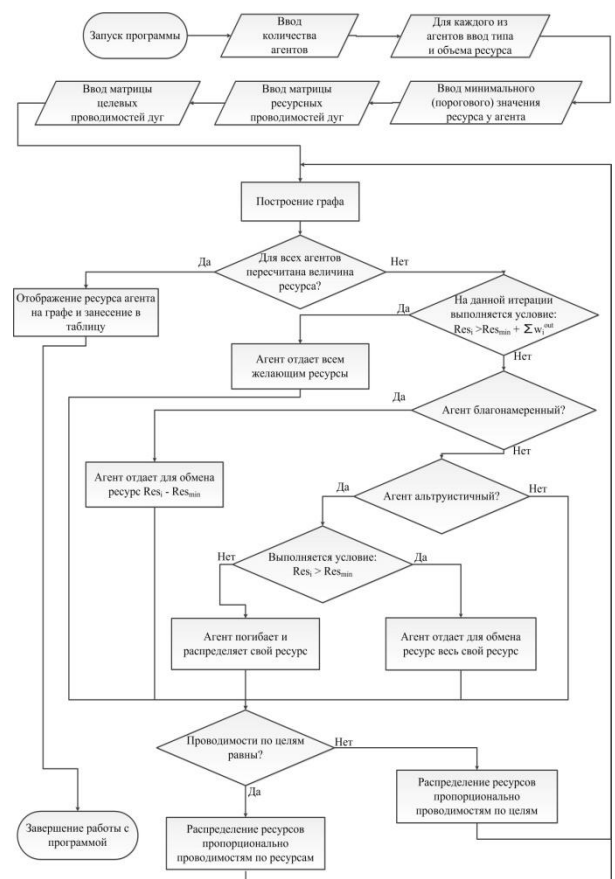 Запуск программы
Ввод
количества
агентов
Для каждого из
агентов ввод типа
и объема ресурса
Ввод матрицы
целевых
проводимостей дуг
Ввод матрицы
ресурсных
проводимостей дуг
Ввод минимального
(порогового) значения
ресурса у агента
Построение графа
Для всех агентов
пересчитана величина
ресурса?
Да
Нет
Отображение ресурса агента
на графе и занесение в
таблицу
На данной итерации
выполняется условие:
Resᵢ >Resmin + Σwᵢout
Да
Нет
Агент отдает всем
желающим ресурсы
Агент благонамеренный?
Да
Нет
Агент отдает для обмена
ресурс Resᵢ - Resmin
Агент альтруистичный?
Да
Нет
Выполняется условие:
Resᵢ > Resmin
Нет
Да
Агент погибает и
распределяет свой ресурс
Агент отдает для обмена
ресурс весь свой ресурс
Проводимости по целям
равны?
Нет
Да
Распределение ресурсов
пропорционально
проводимостям по целям
Завершение работы с
программой
Распределение ресурсов
пропорционально
проводимостям по ресурсам